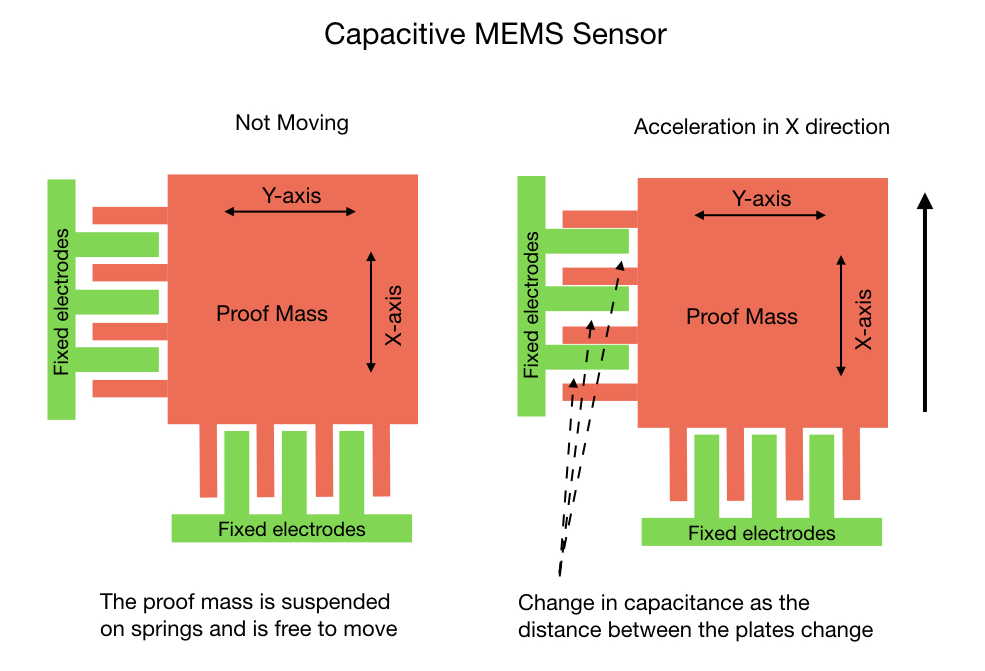 Capacitive MEMS Sensor
Not Moving
Acceleration in X direction
Y-axis
X-axis
Proof Mass
Fixed electrodes
Fixed electrodes
Y-axis
X-axis
Proof Mass
Fixed electrodes
Fixed electrodes
The proof mass is suspended
on springs and is free to move
Change in capacitance as the
distance between the plates change